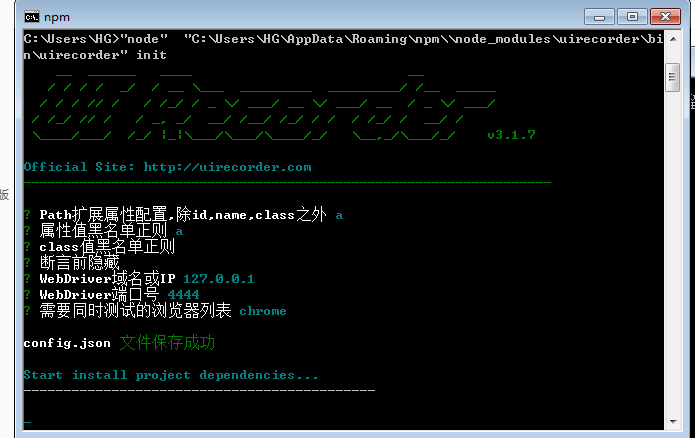 npm
C:\Users\HG>"node"  "C:\Users\HG\AppData\Roaming\npm\\node_modules\uirecorder\bi
n\uirecorder" init
UI Recorder
v3.1.7
Official Site: http://uirecorder.com
? Path扩展属性配置,除id,name,class之外 a
? 属性值黑名单正则 a
? class值黑名单正则
? 断言前隐藏
? WebDriver域名或IP 127.0.0.1
? WebDriver端口号 4444
? 需要同时测试的浏览器列表 chrome
config.json 文件保存成功
Start install project dependencies...
版